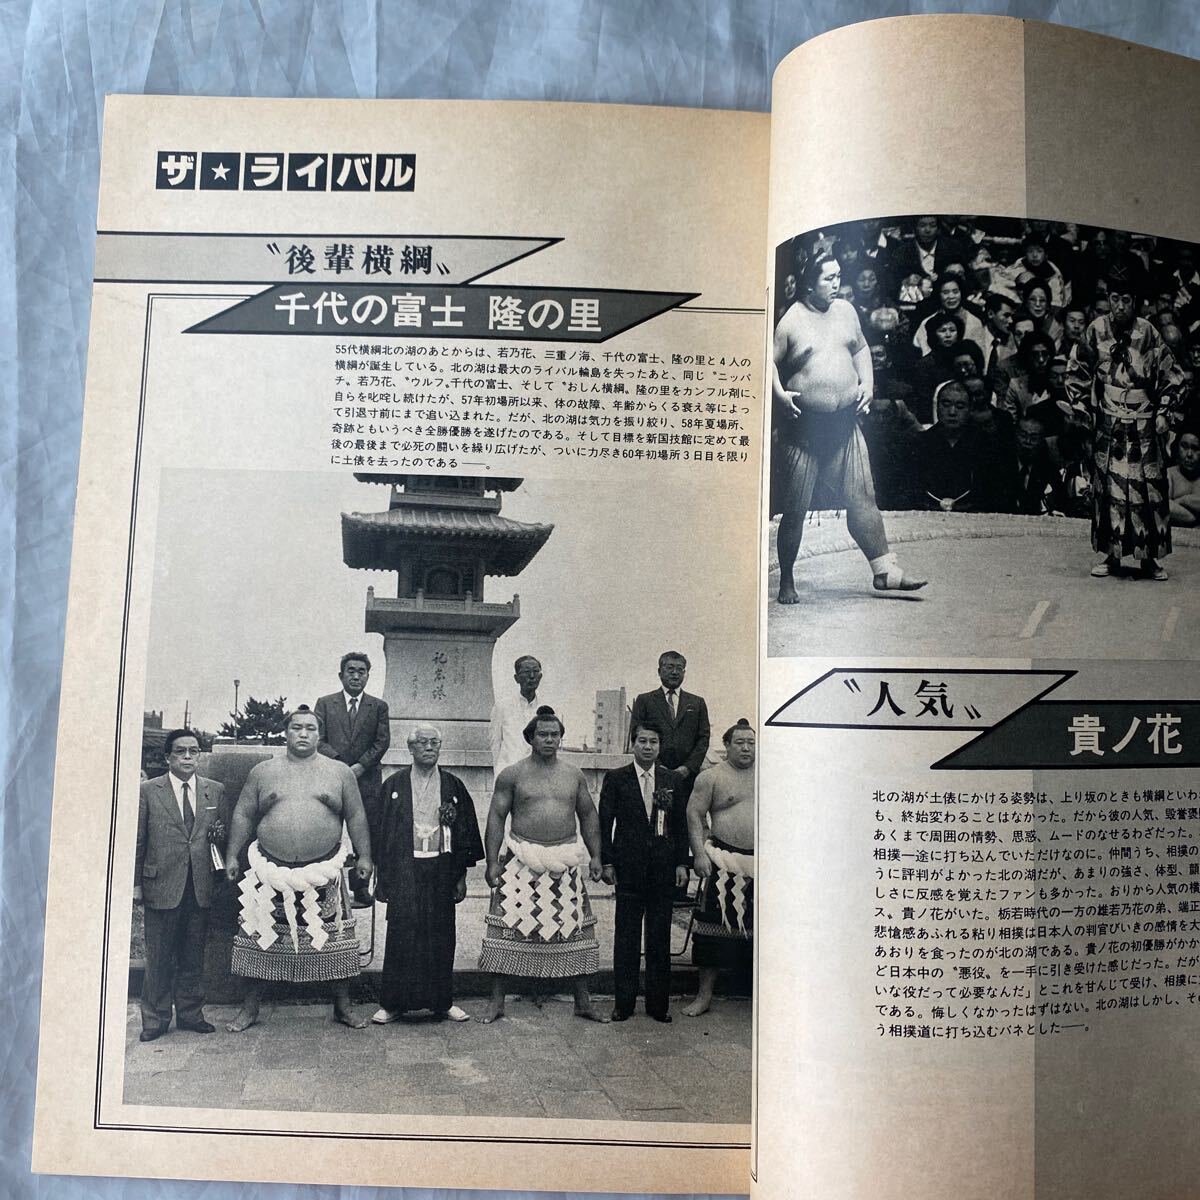 ザ★ライバル
〝後輩横綱〟
千代の富士 隆の里
55代横綱北の湖のあとからは、若乃花、三重ノ海、千代の富士、隆の里と4人の
横綱が誕生している。北の湖は最大のライバル輪島を失ったあと、同じ〝ニッパ
チ〟若乃花、〝ウルフ〟千代の富士、そして〝おしん横綱〟隆の里をカンフル剤に、
自らを叱咤し続けたが、57年初場所以来、体の故障、年齢からくる衰え等によっ
て引退寸前にまで追い込まれた。だが、北の湖は気力を振り絞り、58年夏場所、
奇跡ともいうべき全勝優勝を遂げたのである。そして目標を新国技館に定めて最
後の最後まで必死の闘いを繰り広げたが、ついに力尽き60年初場所3日目を限り
に土俵を去ったのである――。
〝人気〟
貴ノ花
北の湖が土俵にかける姿勢は、上り坂のときも横綱といわ
も、終始変わることはなかった。だから彼の人気、毀誉褒
あくまで周囲の情勢、思惑、ムードのなせるわざだった。
相撲一途に打ち込んでいただけなのに。仲間うち、相撲の
うに評判がよかった北の湖だが、あまりの強さ、体型、顔
しさに反感を覚えたファンも多かった。おりから人気の横
ス〟貴ノ花がいた。栃若時代の一方の雄若乃花の弟、端正
悲愴感あふれる粘り相撲は日本人の判官びいきの感情を大
あおりを食ったのが北の湖である。貴ノ花の初優勝がかか
ど日本中の〝悪役〟を一手に引き受けた感じだった。だが
いな役だって必要なんだ」とこれを甘んじて受け、相撲に
である。悔しくなかったはずはない。北の湖はしかし、その
う相撲道に打ち込むバネとした――。